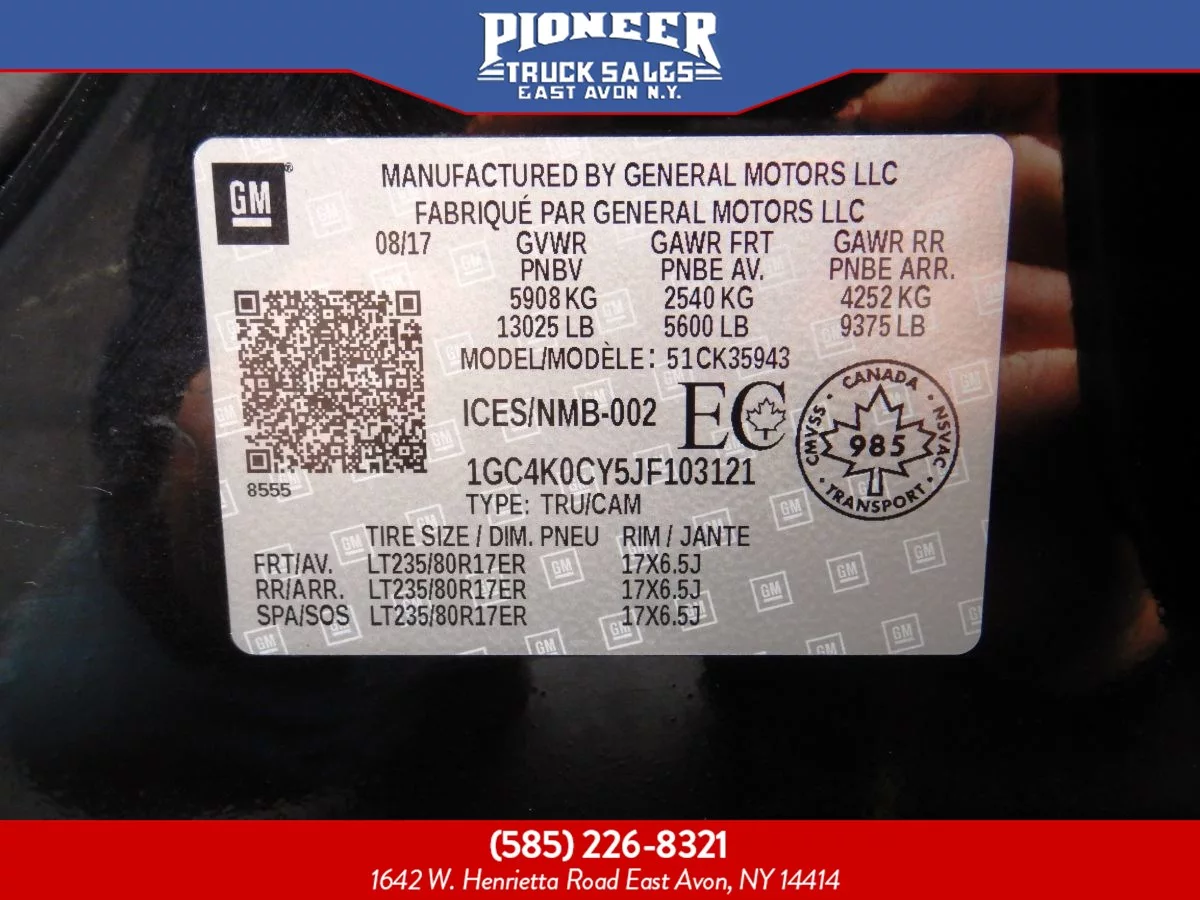 PIONEER
TRUCK SALES
EAST AVON N.Y.
GM
MANUFACTURED BY GENERAL MOTORS LLC
FABRIQUÉ PAR GENERAL MOTORS LLC
08/17 GVWR GAWR FRT GAWR RR
PNBV PNBE AV. PNBE ARR.
5908 KG 2540 KG 4252 KG
13025 LB 5600 LB 9375 LB
MODEL/MODÈLE: 51CK35943
ICES/NMB-002 EC
CANADA
CMVSS 985 NSVAC
TRANSPORT
8555
1GC4K0CY5JF103121
TYPE: TRU/CAM
TIRE SIZE / DIM. PNEU RIM / JANTE
FRT/AV. LT235/80R17ER 17X6.5J
RR/ARR. LT235/80R17ER 17X6.5J
SPA/SOS LT235/80R17ER 17X6.5J
(585) 226-8321
1642 W. Henrietta Road East Avon, NY 14414